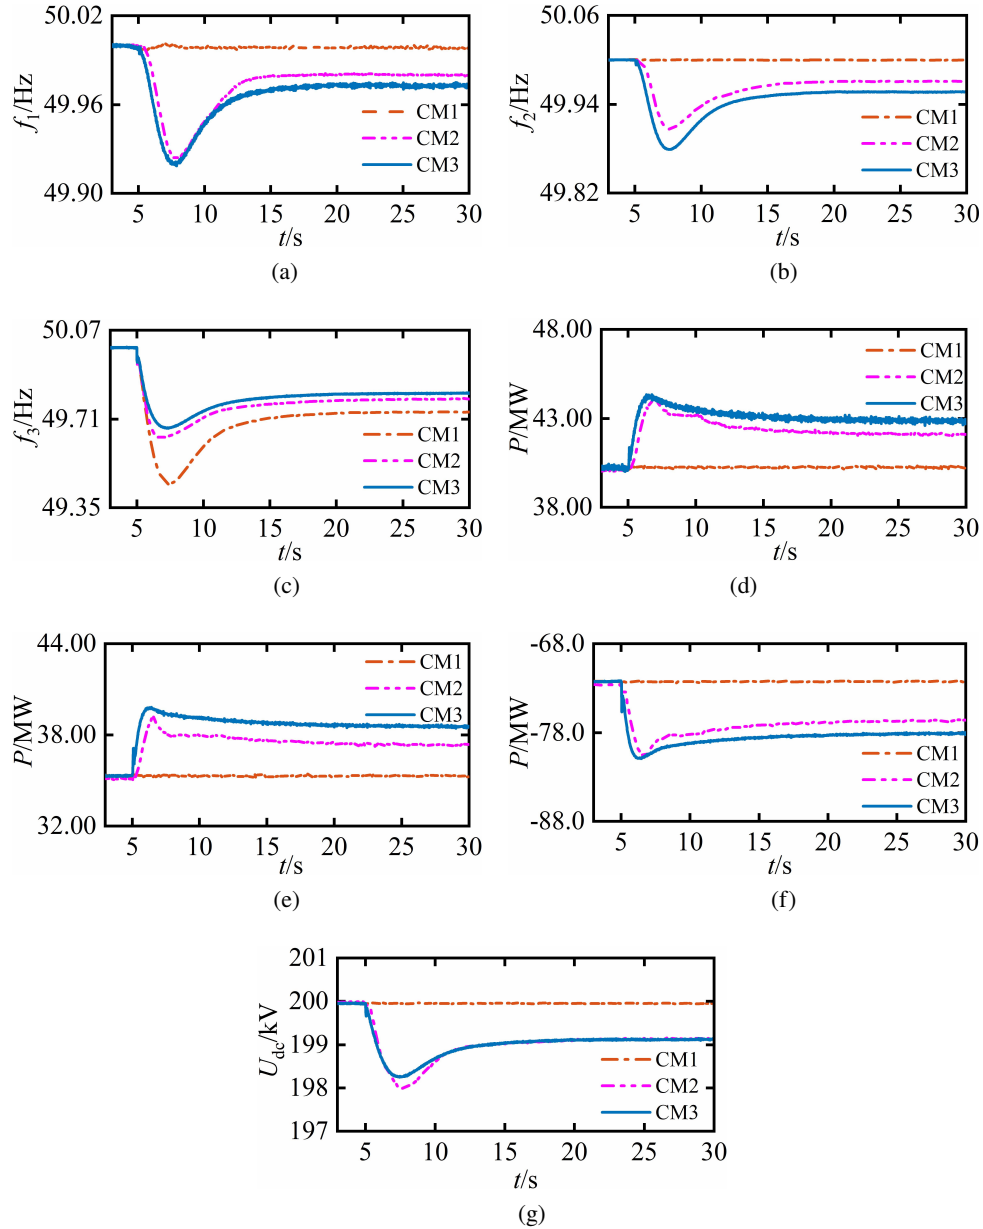 50.02
49.96
49.90
f1/Hz
CM1
CM2
CM3
5 10 15 20 25 30
t/s
(a)
50.06
49.94
49.82
f2/Hz
CM1
CM2
CM3
5 10 15 20 25 30
t/s
(b)
50.07
49.71
49.35
f3/Hz
CM1
CM2
CM3
5 10 15 20 25 30
t/s
(c)
48.00
43.00
38.00
P/MW
CM1
CM2
CM3
5 10 15 20 25 30
t/s
(d)
44.00
38.00
32.00
P/MW
CM1
CM2
CM3
5 10 15 20 25 30
t/s
(e)
-68.0
-78.0
-88.0
P/MW
CM1
CM2
CM3
5 10 15 20 25 30
t/s
(f)
201
200
199
198
197
Udc/kV
CM1
CM2
CM3
5 10 15 20 25 30
t/s
(g)